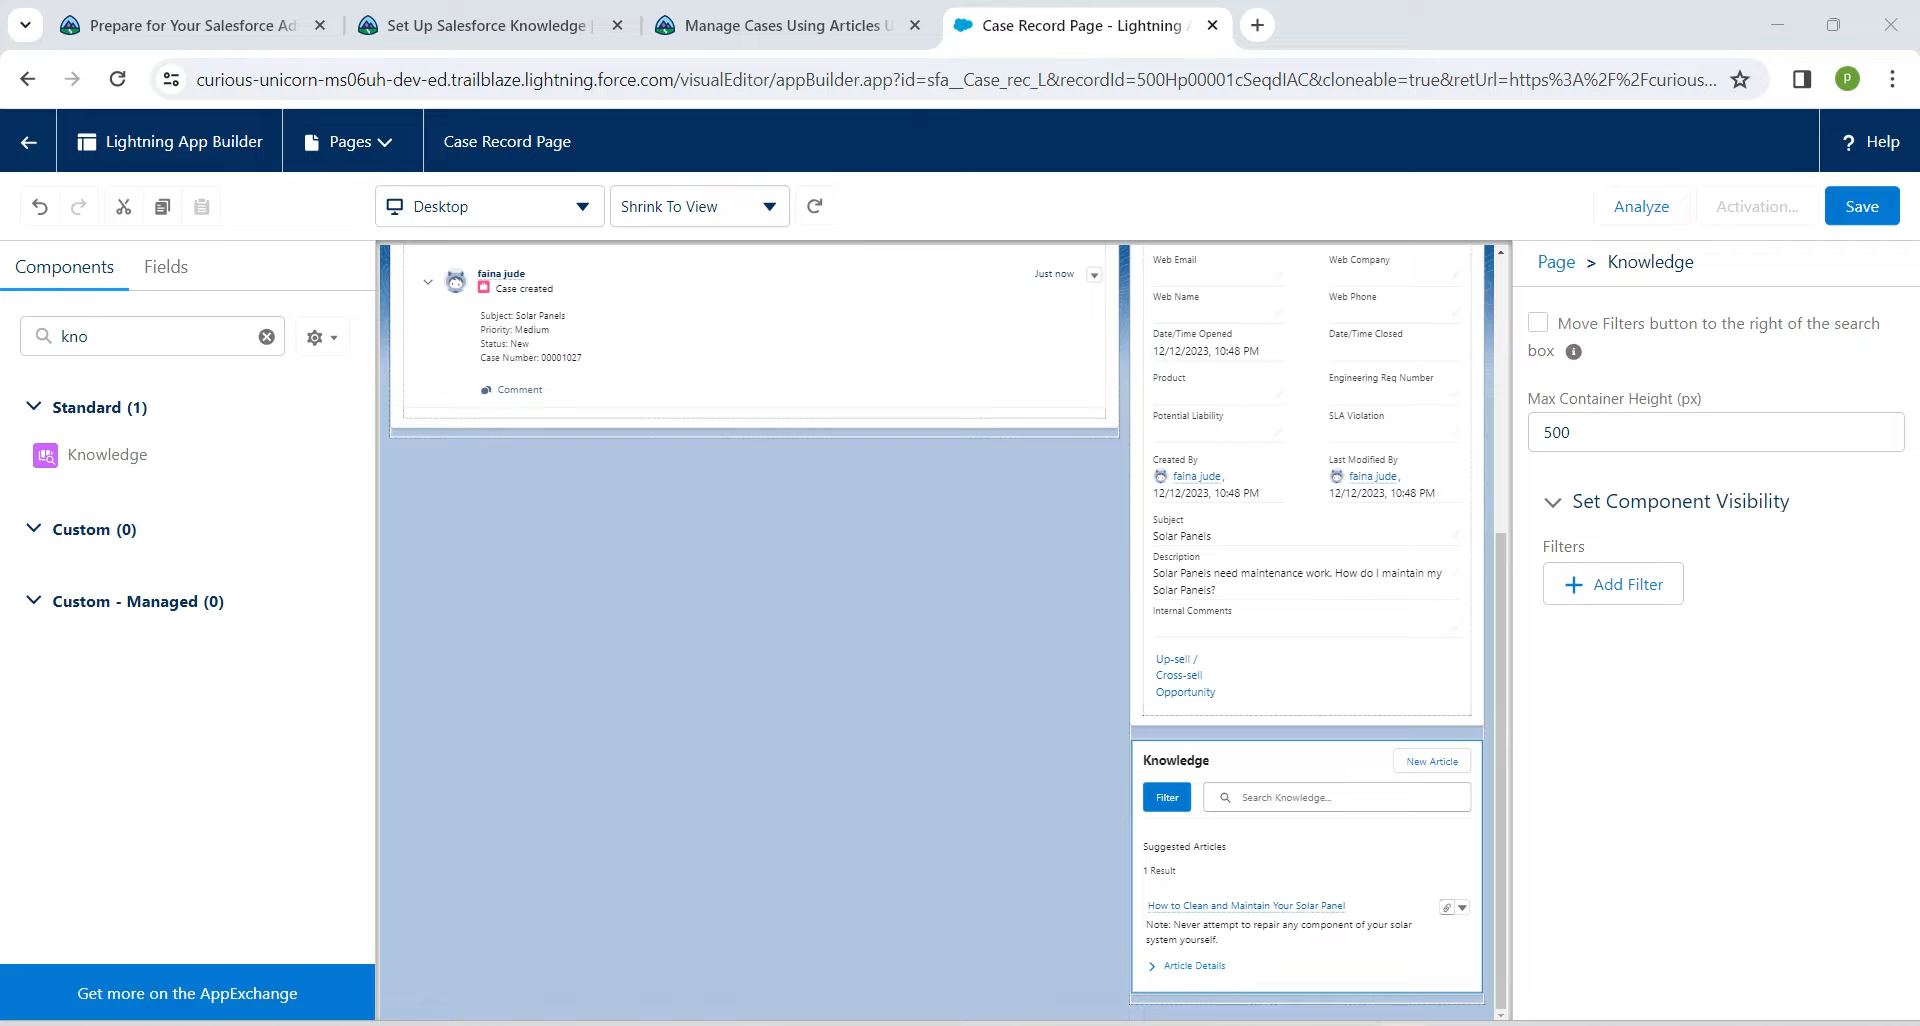 Prepare for Your Salesforce Ad
Set Up Salesforce Knowledge |
Manage Cases Using Articles U
Case Record Page - Lightning A
curious-unicorn-ms06uh-dev-ed.trailblaze.lightning.force.com/visualEditor/appBuilder.app?id=sfa__Case_rec_L&recordId=500Hp00001cSeqdIAC&cloneable=true&retUrl=https%3A%2F%2Fcurious...
P
Lightning App Builder
Pages
Case Record Page
? Help
Desktop
Shrink To View
Analyze
Activation...
Save
Components
Fields
kno
Standard (1)
Knowledge
Custom (0)
Custom - Managed (0)
Get more on the AppExchange
faina jude
Case created
Just now
Subject: Solar Panels
Priority: Medium
Status: New
Case Number: 00001027
Comment
Web Email
Web Company
Web Name
Web Phone
Date/Time Opened
12/12/2023, 10:48 PM
Date/Time Closed
Product
Engineering Req Number
Potential Liability
SLA Violation
Created By
faina jude,
12/12/2023, 10:48 PM
Last Modified By
faina jude,
12/12/2023, 10:48 PM
Subject
Solar Panels
Description
Solar Panels need maintenance work. How do I maintain my
Solar Panels?
Internal Comments
Up-sell /
Cross-sell
Opportunity
Knowledge
New Article
Filter
Search Knowledge...
Suggested Articles
1 Result
How to Clean and Maintain Your Solar Panel
Note: Never attempt to repair any component of your solar
system yourself.
Article Details
Page > Knowledge
Move Filters button to the right of the search
box
Max Container Height (px)
500
Set Component Visibility
Filters
+ Add Filter